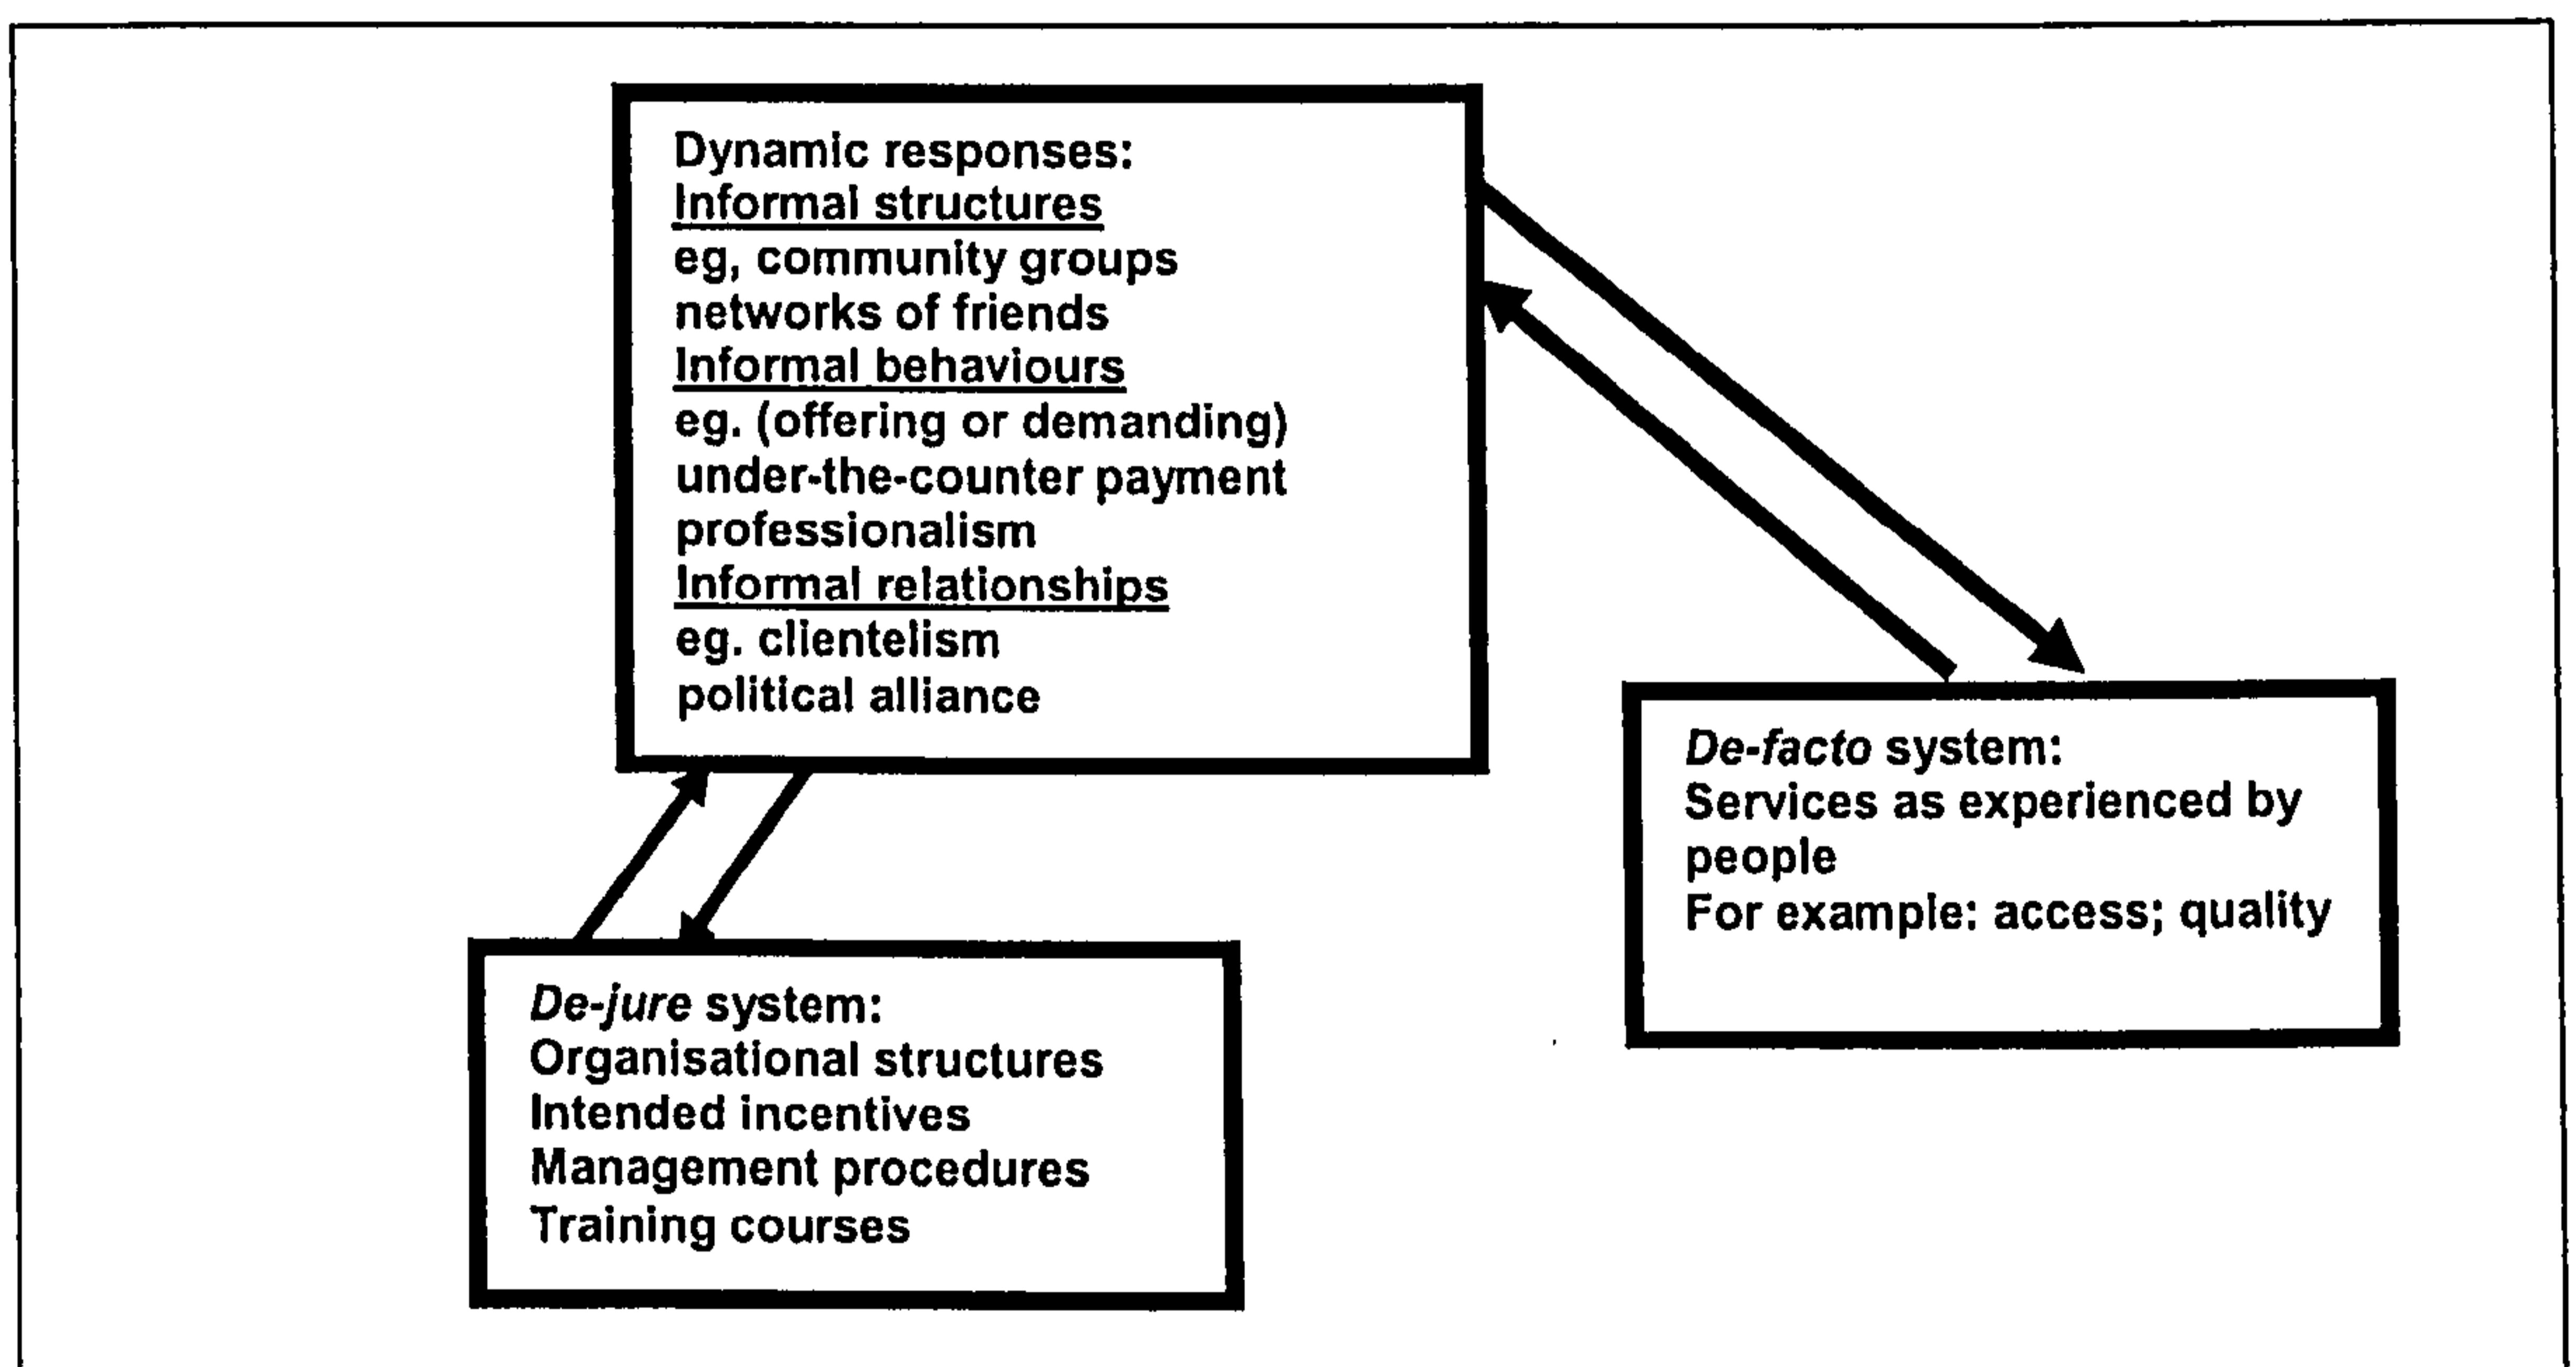 Dynamic responses:
Informal structures
eg, community groups
networks of friends
Informal behaviours
eg. (offering or demanding)
under-the-counter payment
professionalism
Informal relationships
eg. clientelism
political alliance
De-facto system:
Services as experienced by
people
For example: access; quality
De-jure system:
Organisational structures
Intended incentives
Management procedures
Training courses